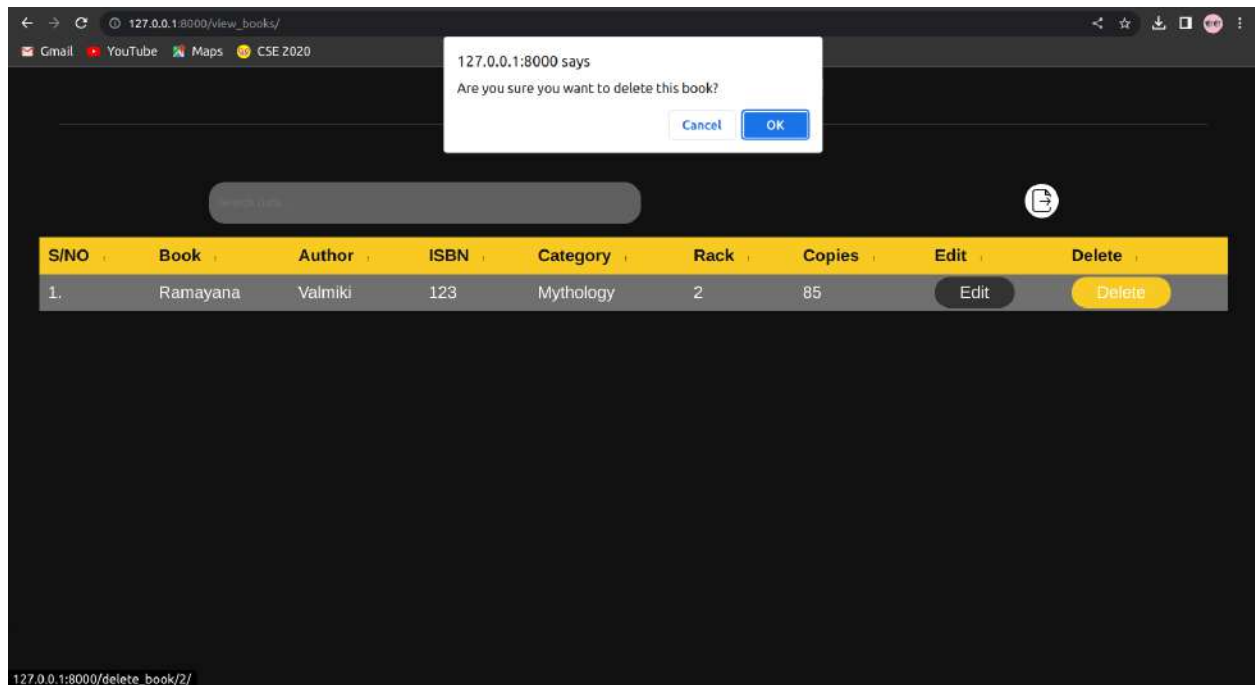 127.0.0.1:8000/view_books/
Gmail YouTube Maps CSE 2020
127.0.0.1:8000 says
Are you sure you want to delete this book?
Cancel OK
Search data
S/NO Book Author ISBN Category Rack Copies Edit Delete
1. Ramayana Valmiki 123 Mythology 2 85 Edit Delete
127.0.0.1:8000/delete_book/2/